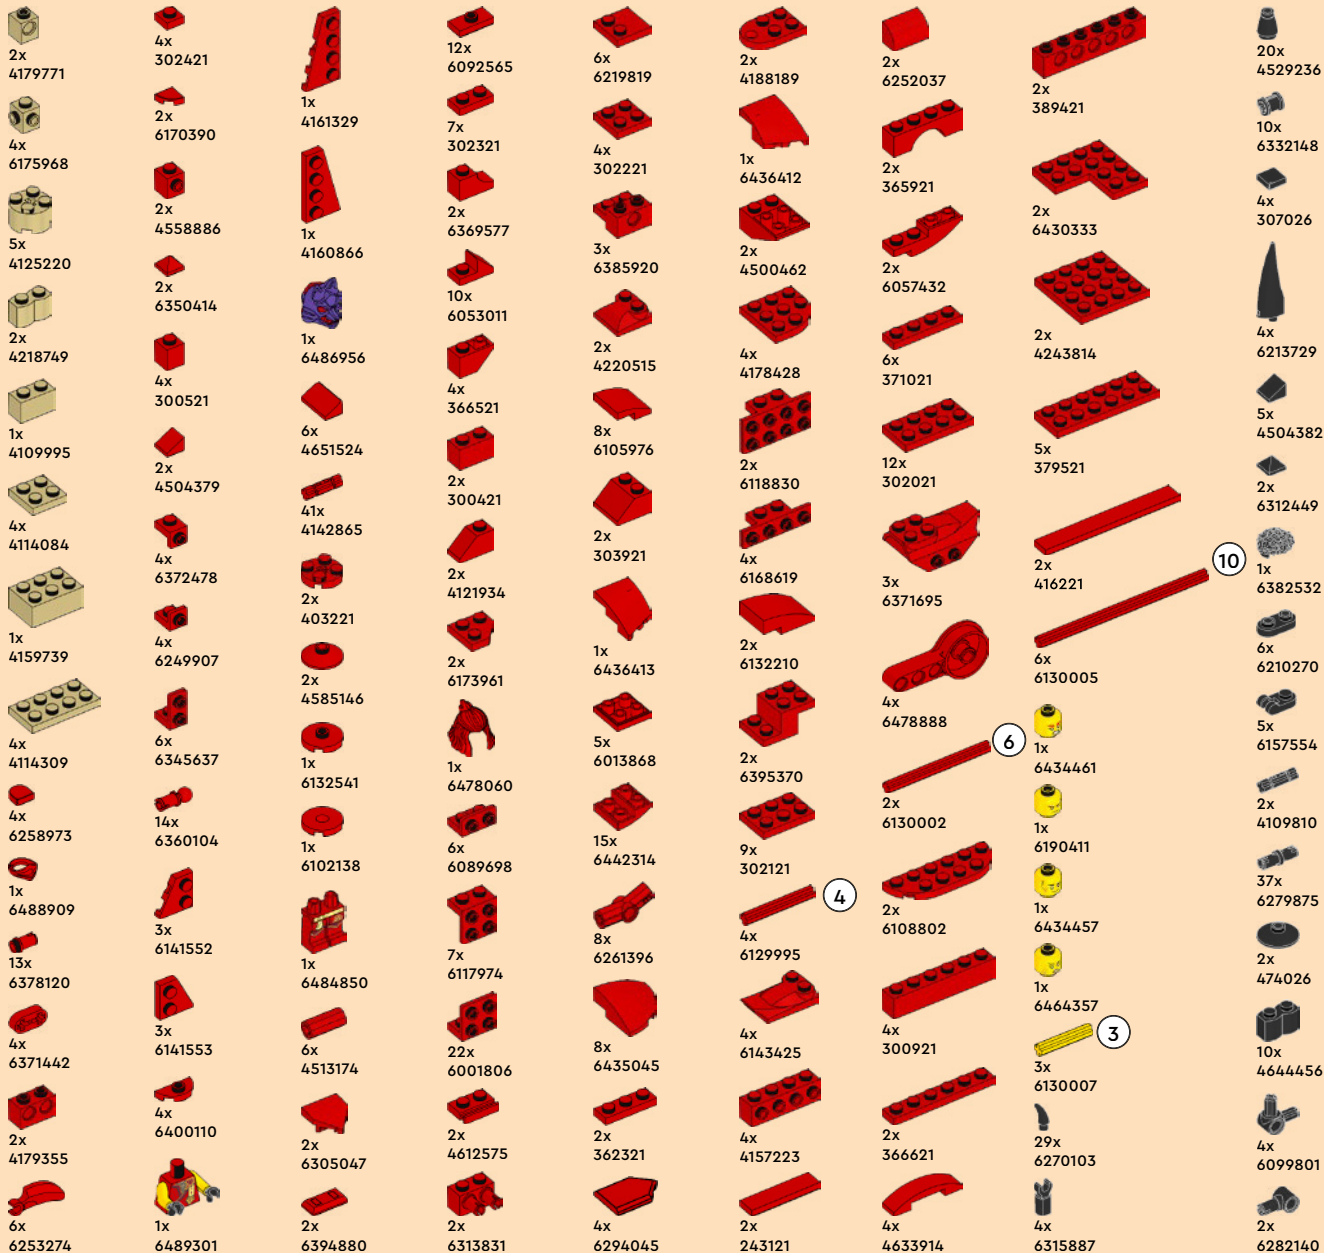 2x
4179771
4x
6175968
5x
4125220
2x
4218749
1x
4109995
4x
4114084
1x
4159739
4x
4114309
4x
6258973
1x
6488909
13x
6378120
4x
6371442
2x
4179355
6x
6253274
4x
302421
2x
6170390
2x
4558886
2x
6350414
4x
300521
2x
4504379
4x
6372478
4x
6249907
6x
6345637
14x
6360104
3x
6141552
3x
6141553
4x
6400110
1x
6489301
1x
4161329
1x
4160866
1x
6486956
6x
4651524
41x
4142865
2x
403221
2x
4585146
1x
6132541
1x
6102138
1x
6484850
6x
4513174
2x
6305047
2x
6394880
12x
6092565
7x
302321
2x
6369577
10x
6053011
4x
366521
2x
300421
2x
4121934
2x
6173961
1x
6478060
6x
6089698
7x
6117974
22x
6001806
2x
4612575
2x
6313831
6x
6219819
4x
302221
3x
6385920
2x
4220515
8x
6105976
2x
303921
1x
6436413
5x
6013868
15x
6442314
8x
6261396
8x
6435045
2x
362321
4x
6294045
2x
4188189
1x
6436412
2x
4500462
4x
4178428
2x
6118830
4x
6168619
2x
6132210
2x
6395370
9x
302121
4
4x
6129995
4x
6143425
4x
4157223
2x
243121
2x
6252037
2x
365921
2x
6057432
6x
371021
12x
302021
3x
6371695
4x
6478888
6
2x
6130002
2x
6108802
4x
300921
2x
366621
4x
4633914
2x
389421
2x
6430333
2x
4243814
5x
379521
2x
416221
10
6x
6130005
1x
6434461
1x
6190411
1x
6434457
1x
6464357
3
3x
6130007
29x
6270103
4x
6315887
20x
4529236
10x
6332148
4x
307026
4x
6213729
5x
4504382
2x
6312449
1x
6382532
6x
6210270
5x
6157554
2x
4109810
37x
6279875
2x
474026
10x
4644456
4x
6099801
2x
6282140